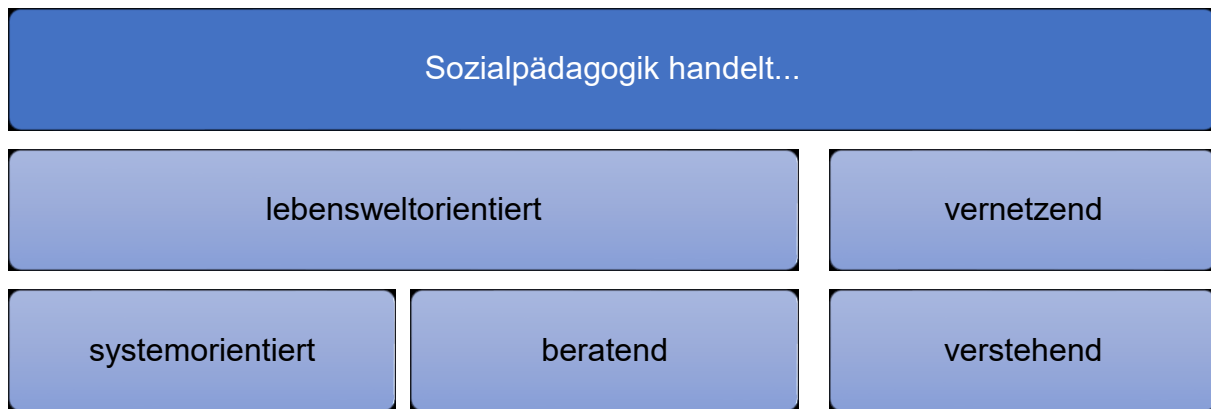 Sozialpädagogik handelt...
lebensweltorientiert
vernetzend
systemorientiert
beratend
verstehend